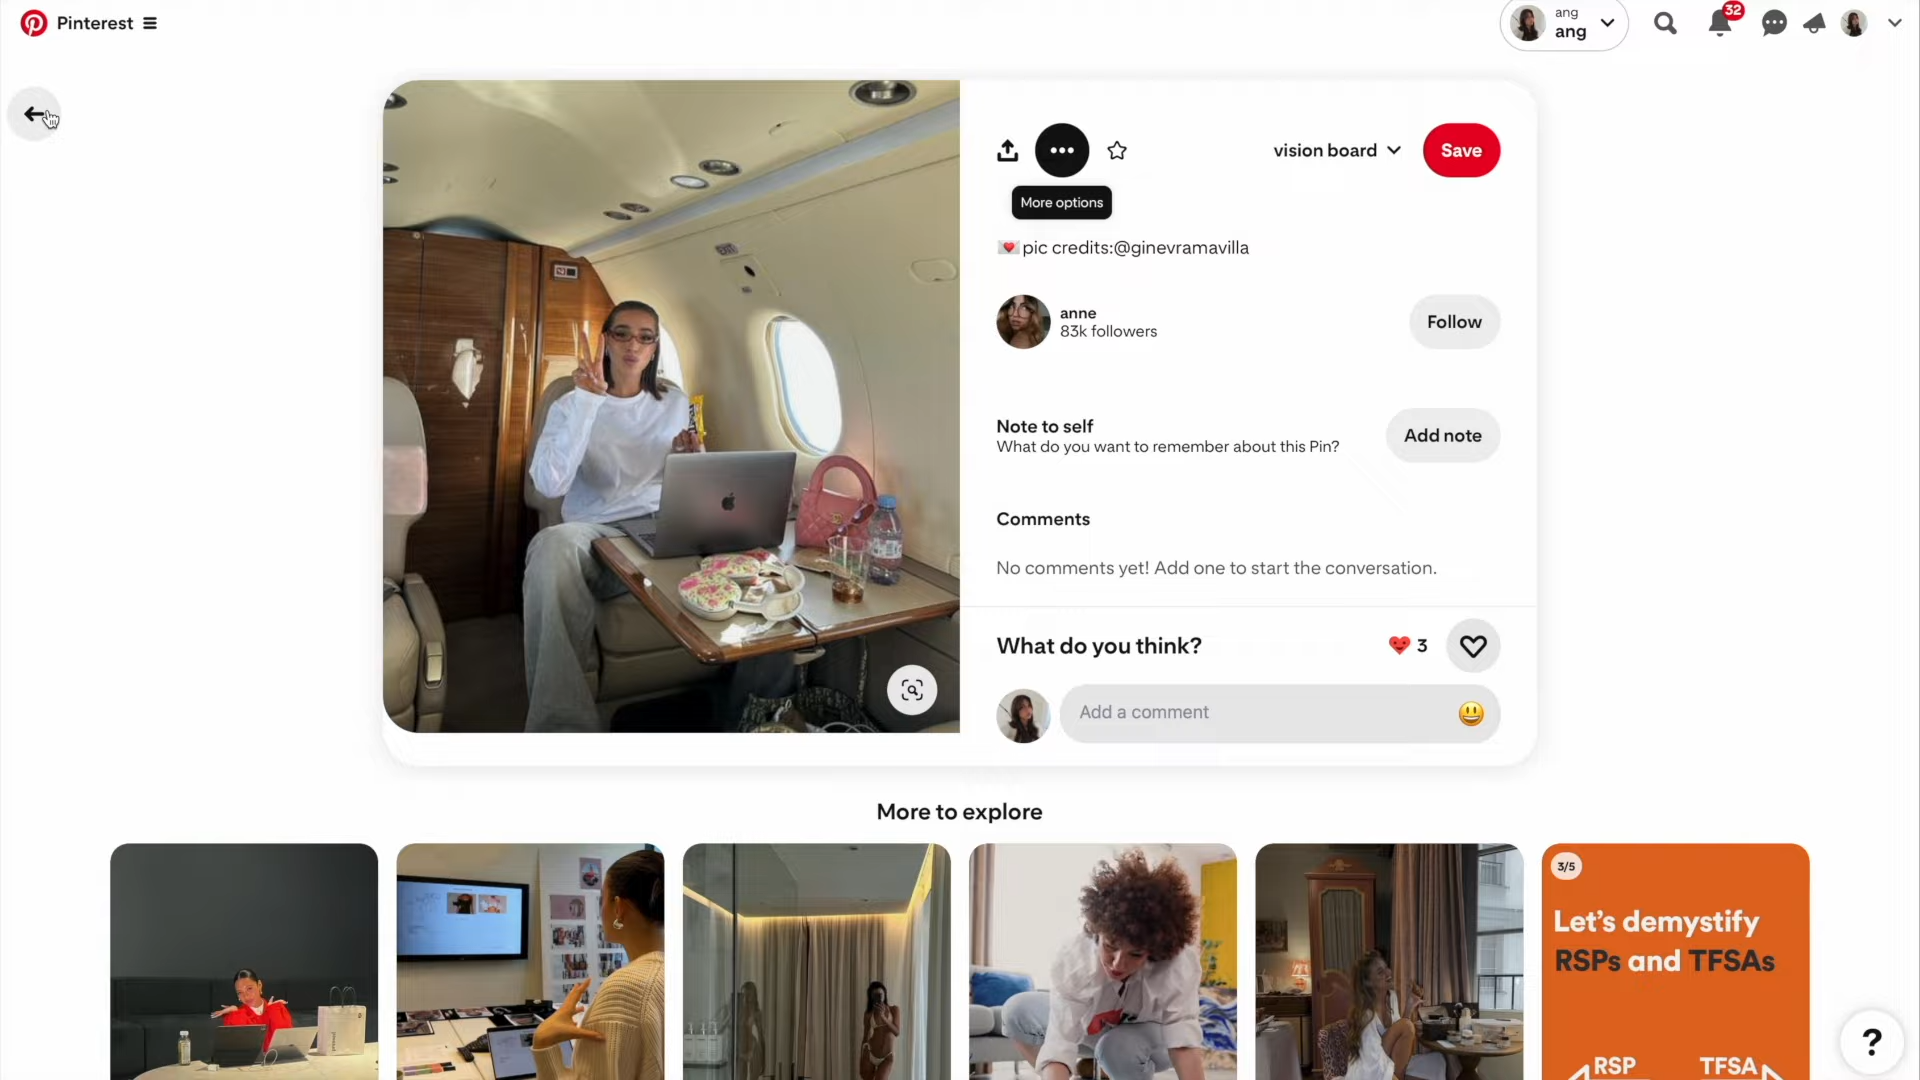 Pinterest
ang
ang
32
vision board
Save
More options
💌 pic credits:@ginevramavilla
anne
83k followers
Follow
Note to self
What do you want to remember about this Pin?
Add note
Comments
No comments yet! Add one to start the conversation.
What do you think?
3
Add a comment
More to explore
3/5
Let's demystify
RSPs and TFSAs
RSP
TFSA
?